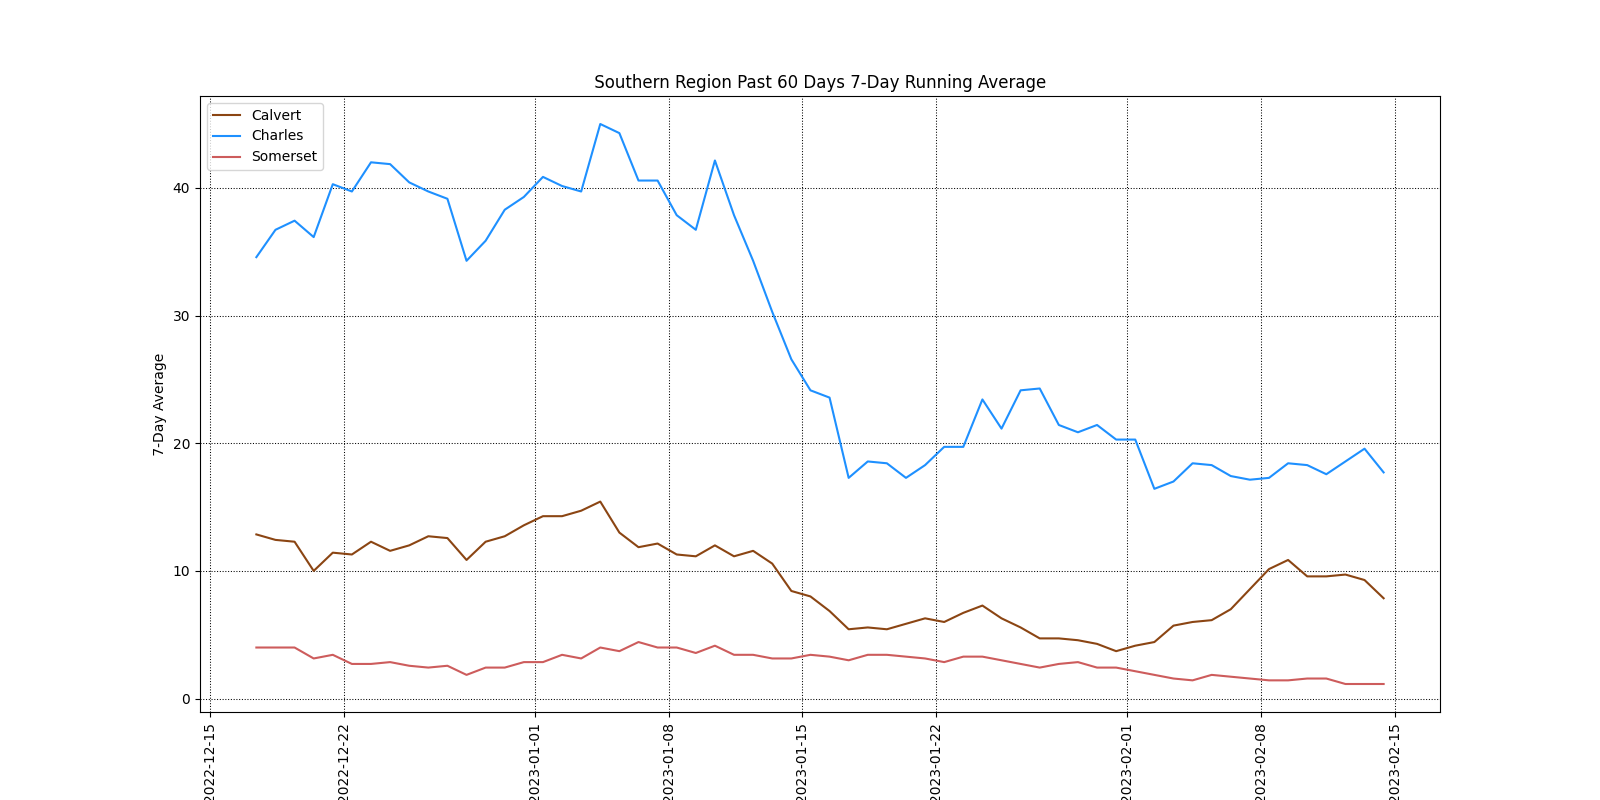 Southern Region Past 60 Days 7-Day Running Average
Calvert
Charles
Somerset
7-Day Average
40
30
20
10
0
2022-12-15
2022-12-22
2023-01-01
2023-01-08
2023-01-15
2023-01-22
2023-02-01
2023-02-08
2023-02-15